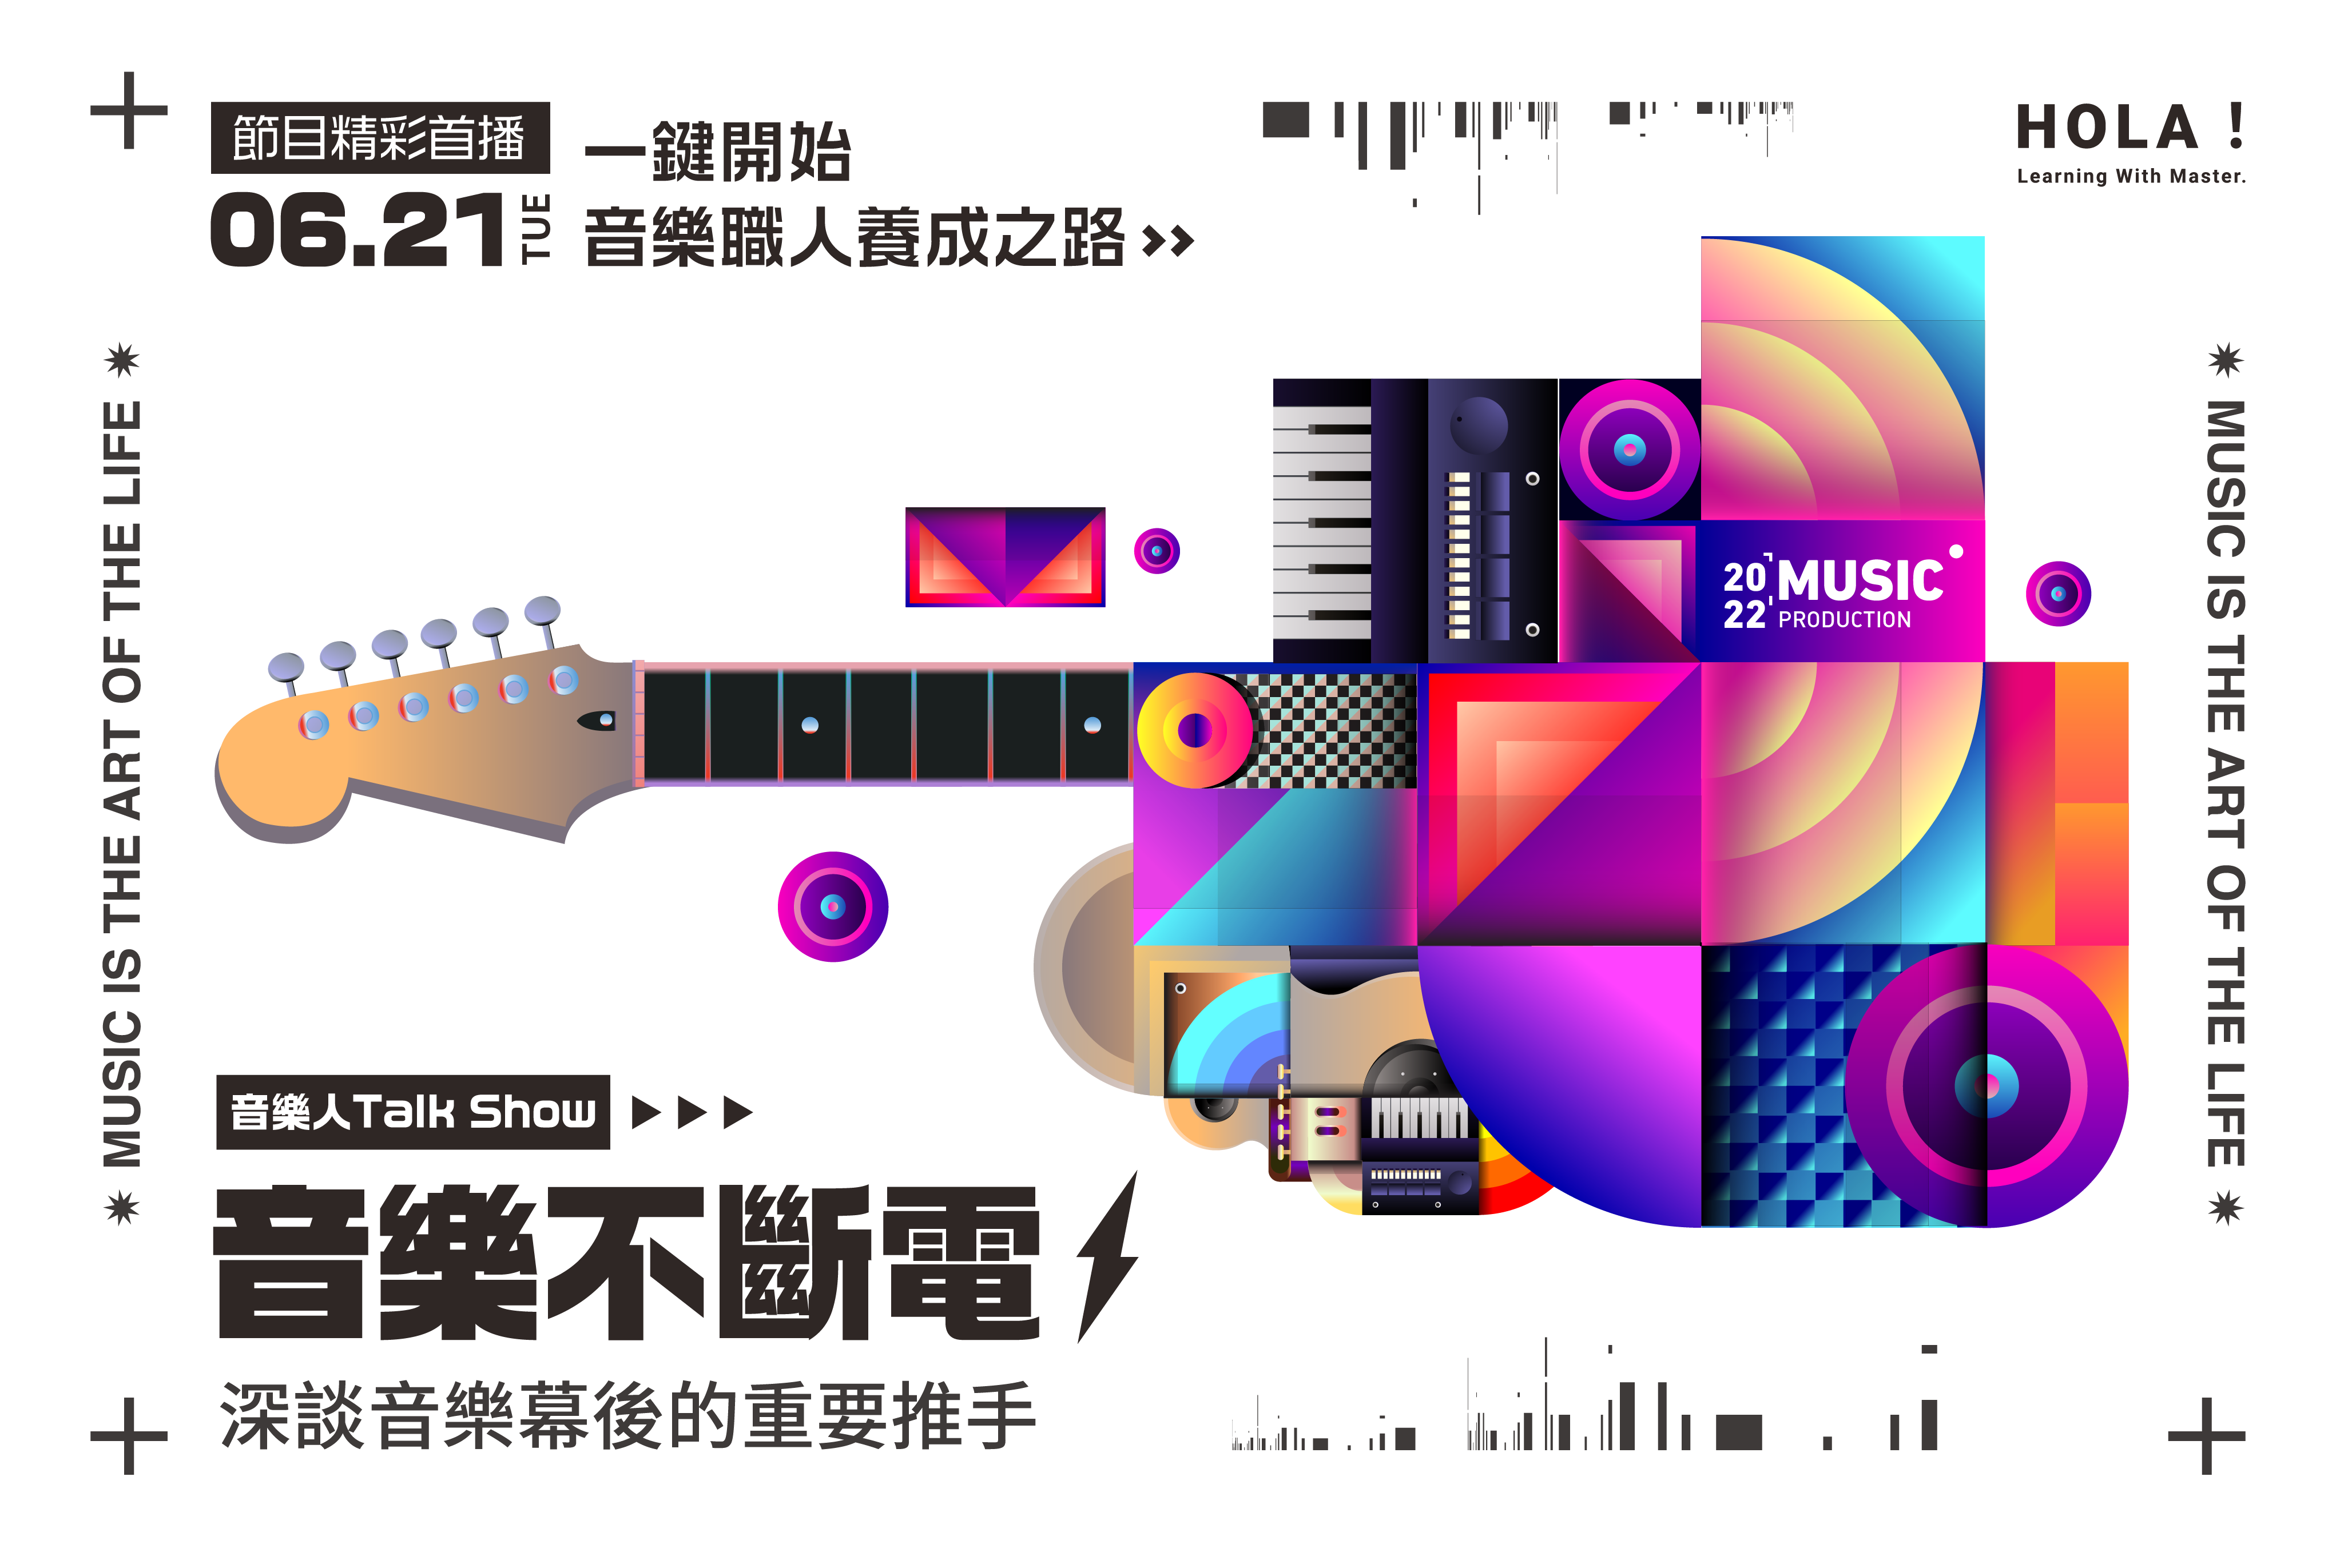 節目精彩首播
06.21 TUE
一鍵開始
音樂職人養成之路
HOLA！
Learning With Master.
MUSIC IS THE ART OF THE LIFE
20 MUSIC
22 PRODUCTION
MUSIC IS THE ART OF THE LIFE
音樂人Talk Show
音樂不斷電
深談音樂幕後的重要推手